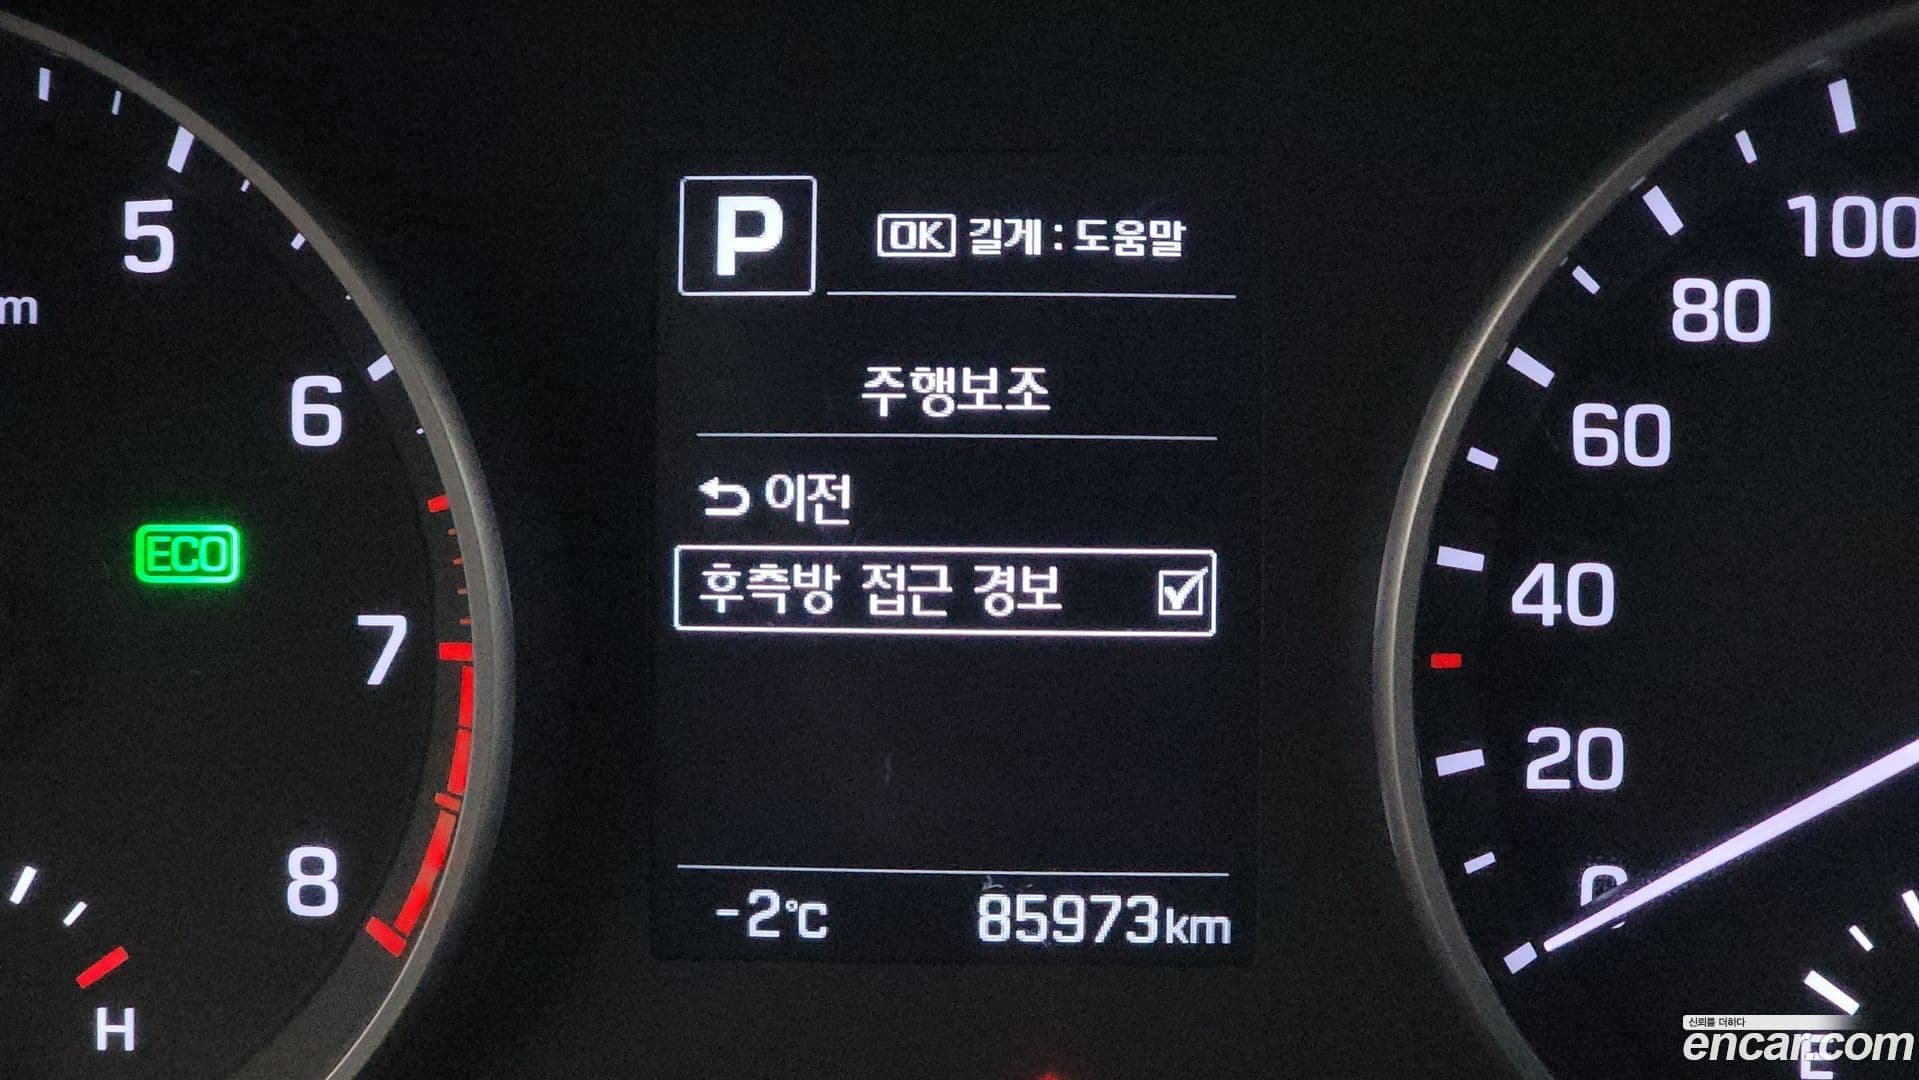 5
m
6
ECO
7
8
H
P
OK 길게 : 도움말
주행보조
이전
후측방 접근 경보
-2℃
85973km
100
80
60
40
20
0
E
신뢰를 더하다
encar.com